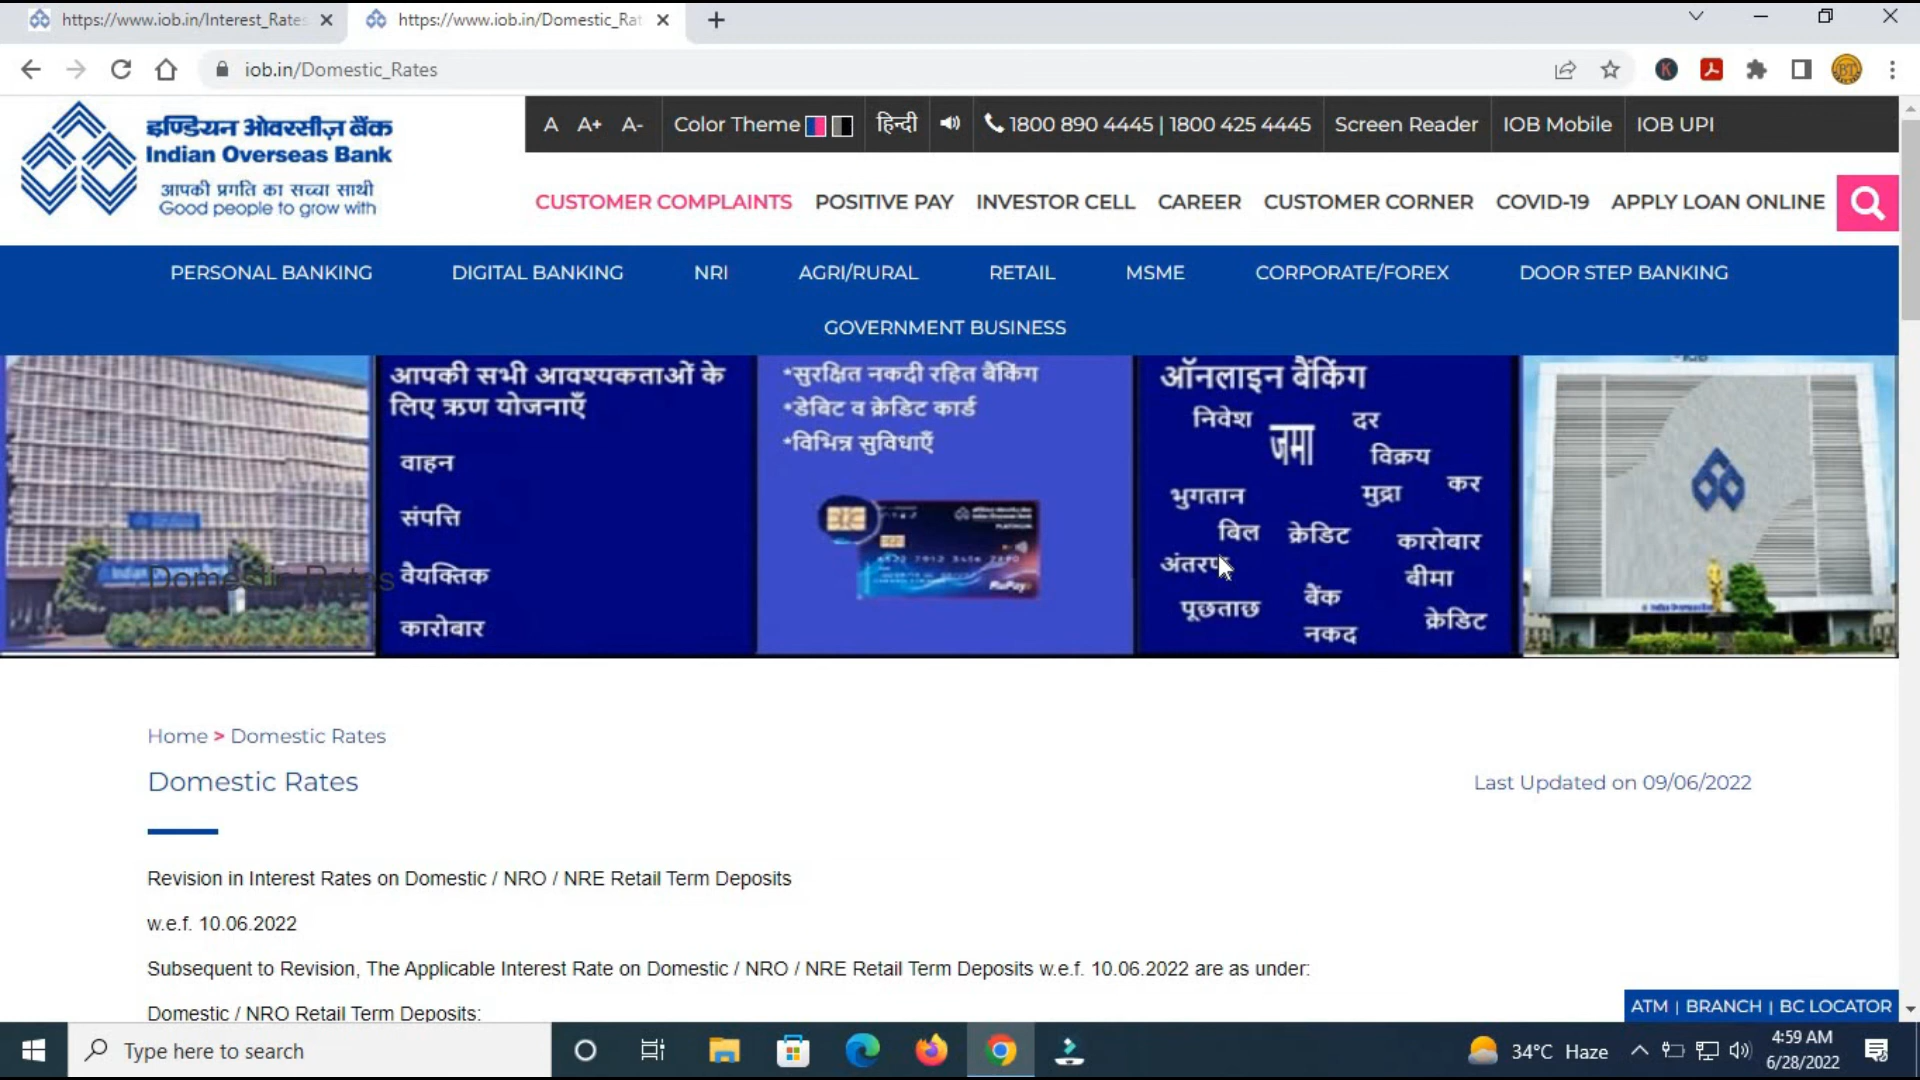 https://www.iob.in/Interest_Rates
https://www.iob.in/Domestic_Rat
iob.in/Domestic_Rates
इण्डियन ओवरसीज़ बैंक
Indian Overseas Bank
आपकी प्रगति का सच्चा साथी
Good people to grow with
A A+ A- Color Theme हिन्दी 1800 890 4445 | 1800 425 4445 Screen Reader IOB Mobile IOB UPI
CUSTOMER COMPLAINTS POSITIVE PAY INVESTOR CELL CAREER CUSTOMER CORNER COVID-19 APPLY LOAN ONLINE
PERSONAL BANKING DIGITAL BANKING NRI AGRI/RURAL RETAIL MSME CORPORATE/FOREX DOOR STEP BANKING
GOVERNMENT BUSINESS
Domestic Rates
आपकी सभी आवश्यकताओं के
लिए ऋण योजनाएँ
वाहन
संपत्ति
वैयक्तिक
कारोबार
*सुरक्षित नकदी रहित बैंकिंग
*डेबिट व क्रेडिट कार्ड
*विभिन्न सुविधाएँ
RuPay
ऑनलाइन बैंकिंग
निवेश
जमा
दर
विक्रय
भुगतान
मुद्रा
कर
बिल
क्रेडिट
कारोबार
बीमा
पूछताछ
बैंक
नकद
क्रेडिट
Home > Domestic Rates
Domestic Rates
Last Updated on 09/06/2022
Revision in Interest Rates on Domestic / NRO / NRE Retail Term Deposits
w.e.f. 10.06.2022
Subsequent to Revision, The Applicable Interest Rate on Domestic / NRO / NRE Retail Term Deposits w.e.f. 10.06.2022 are as under:
Domestic / NRO Retail Term Deposits:
ATM | BRANCH | BC LOCATOR
Type here to search
34°C Haze
4:59 AM
6/28/2022